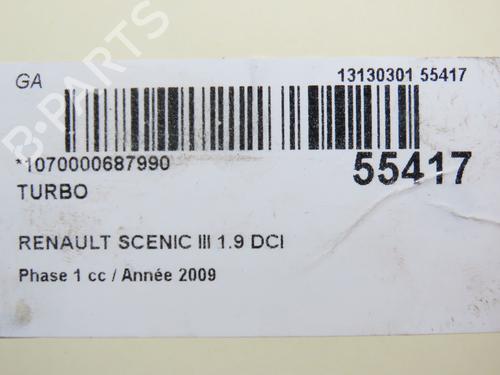 GA
13130301 55417
*1070000687990
55417
TURBO
RENAULT SCENIC III 1.9 DCI
Phase 1 cc / Année 2009
B-PARTS